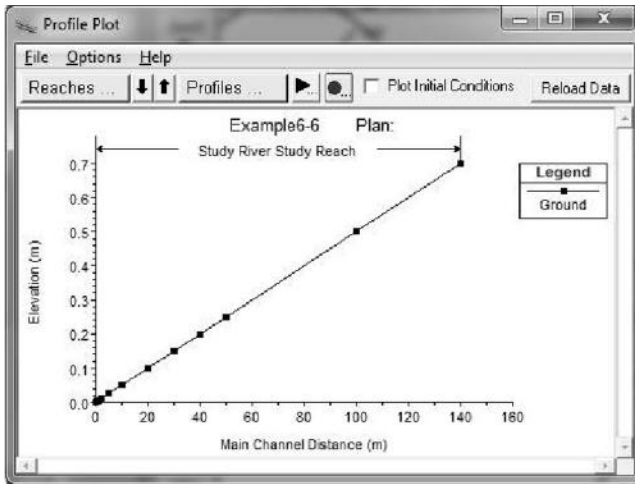 Profile Plot
File Options Help
Reaches ... Profiles ... Plot Initial Conditions Reload Data
Example6-6 Plan:
Study River Study Reach
Legend
Ground
Elevation (m)
0.7
0.6
0.5
0.4
0.3
0.2
0.1
0.0
0 20 40 60 80 100 120 140 160
Main Channel Distance (m)